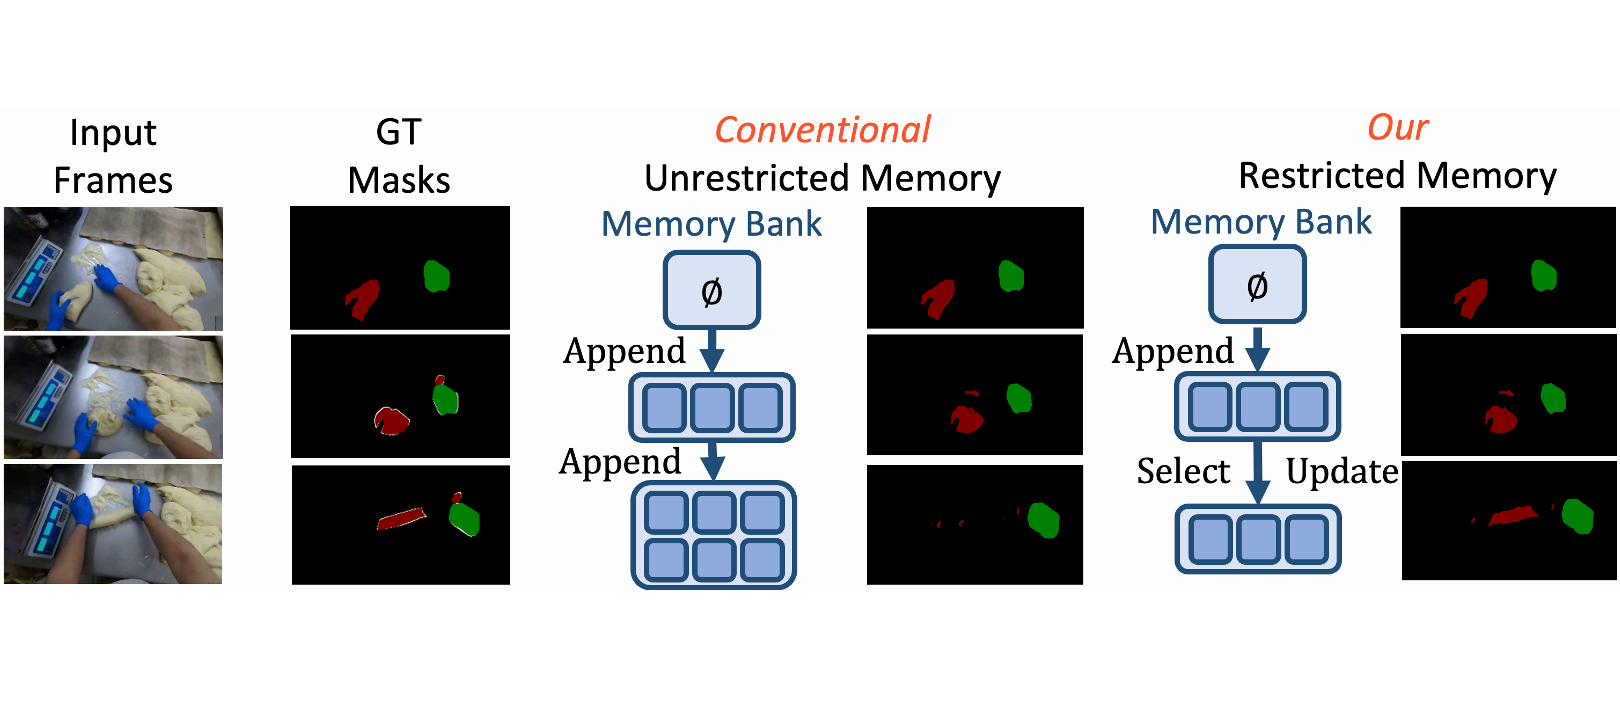 Input
Frames
GT
Masks
Conventional
Unrestricted Memory
Memory Bank
∅
Append
Append
Our
Restricted Memory
Memory Bank
∅
Append
Select Update